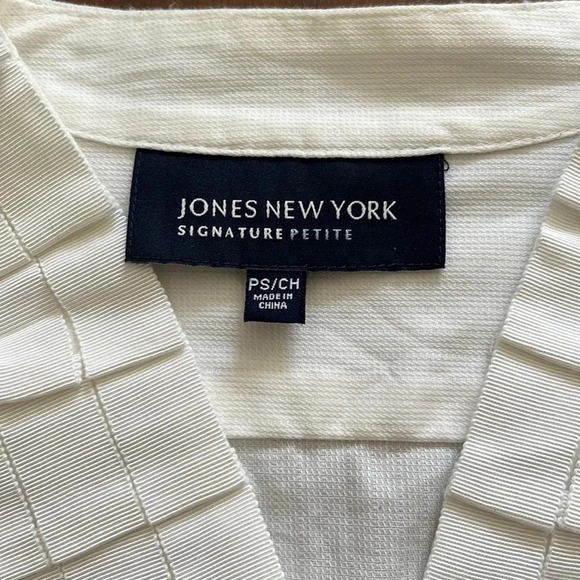 JONES NEW YORK
SIGNATURE PETITE
PS/CH
MADE IN
CHINA